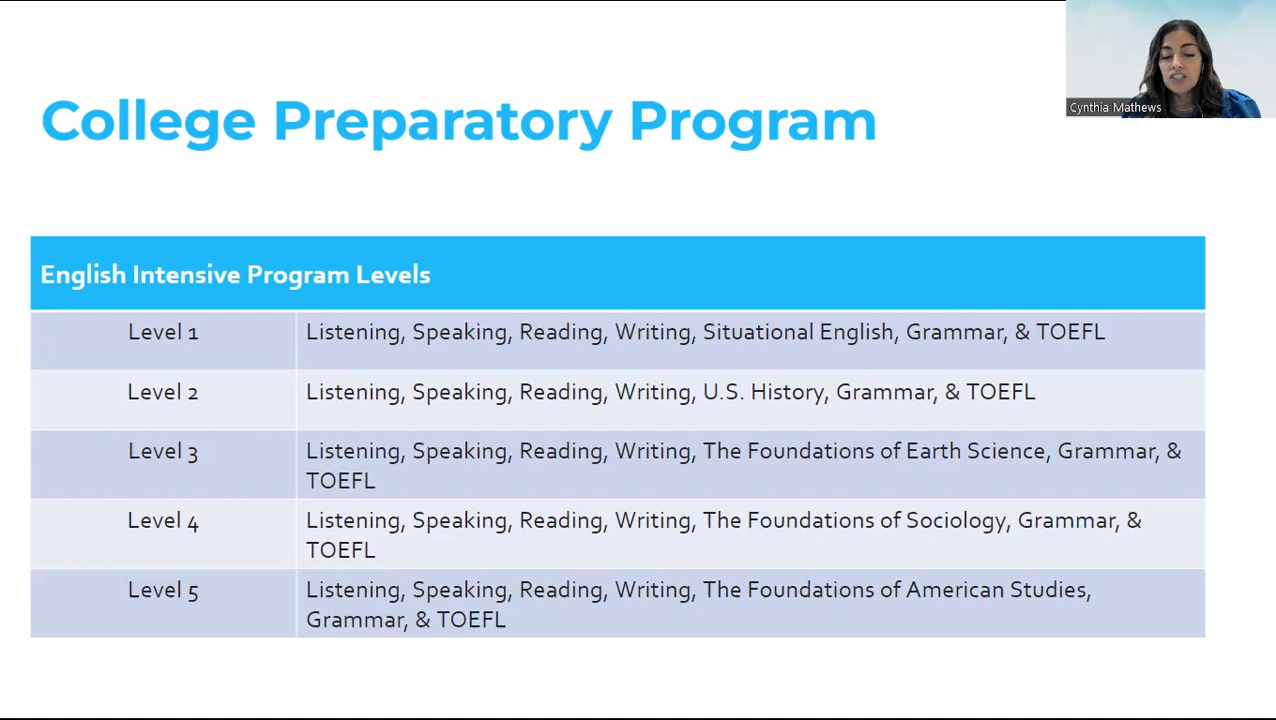 College Preparatory Program
Cynthia Mathews
English Intensive Program Levels
Level 1
Listening, Speaking, Reading, Writing, Situational English, Grammar, & TOEFL
Level 2
Listening, Speaking, Reading, Writing, U.S. History, Grammar, & TOEFL
Level 3
Listening, Speaking, Reading, Writing, The Foundations of Earth Science, Grammar, &
TOEFL
Level 4
Listening, Speaking, Reading, Writing, The Foundations of Sociology, Grammar, &
TOEFL
Level 5
Listening, Speaking, Reading, Writing, The Foundations of American Studies,
Grammar, & TOEFL